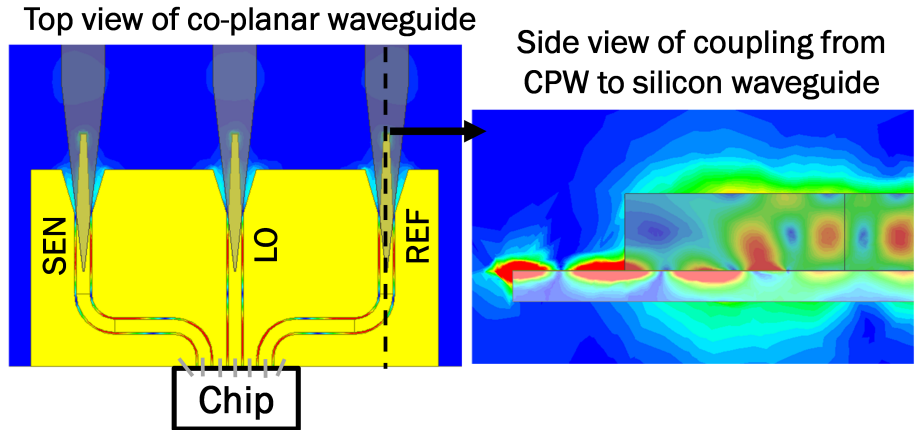 Top view of co-planar waveguide
Side view of coupling from
CPW to silicon waveguide
SEN
LO
REF
Chip